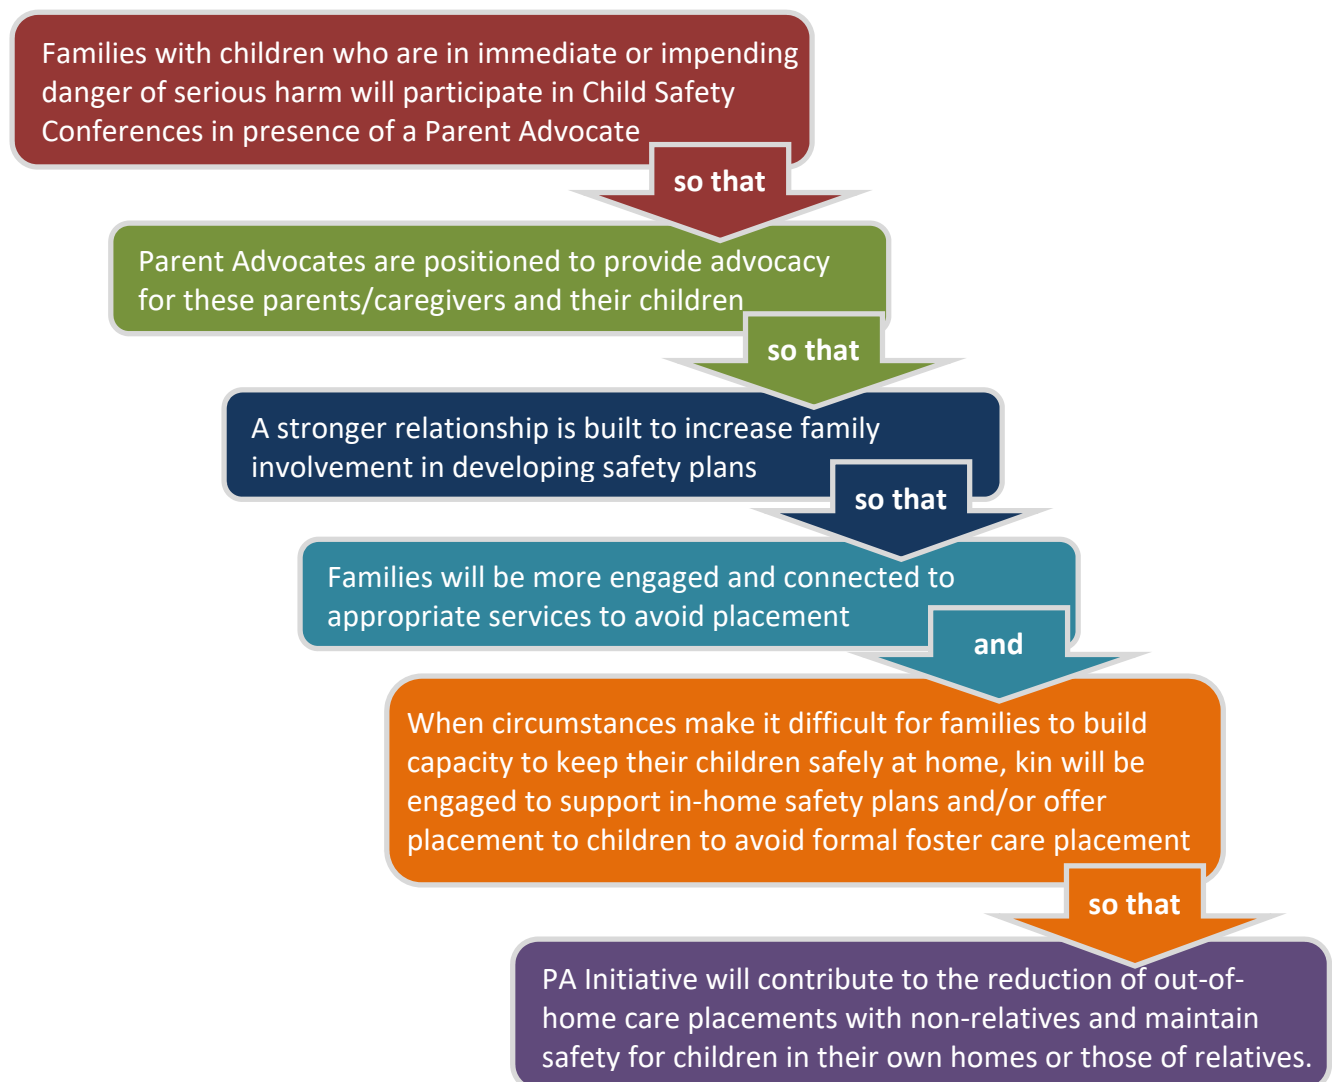 Families with children who are in immediate or impending
danger of serious harm will participate in Child Safety
Conferences in presence of a Parent Advocate
so that
Parent Advocates are positioned to provide advocacy
for these parents/caregivers and their children
so that
A stronger relationship is built to increase family
involvement in developing safety plans
so that
Families will be more engaged and connected to
appropriate services to avoid placement
and
When circumstances make it difficult for families to build
capacity to keep their children safely at home, kin will be
engaged to support in-home safety plans and/or offer
placement to children to avoid formal foster care placement
so that
PA Initiative will contribute to the reduction of out-of-
home care placements with non-relatives and maintain
safety for children in their own homes or those of relatives.